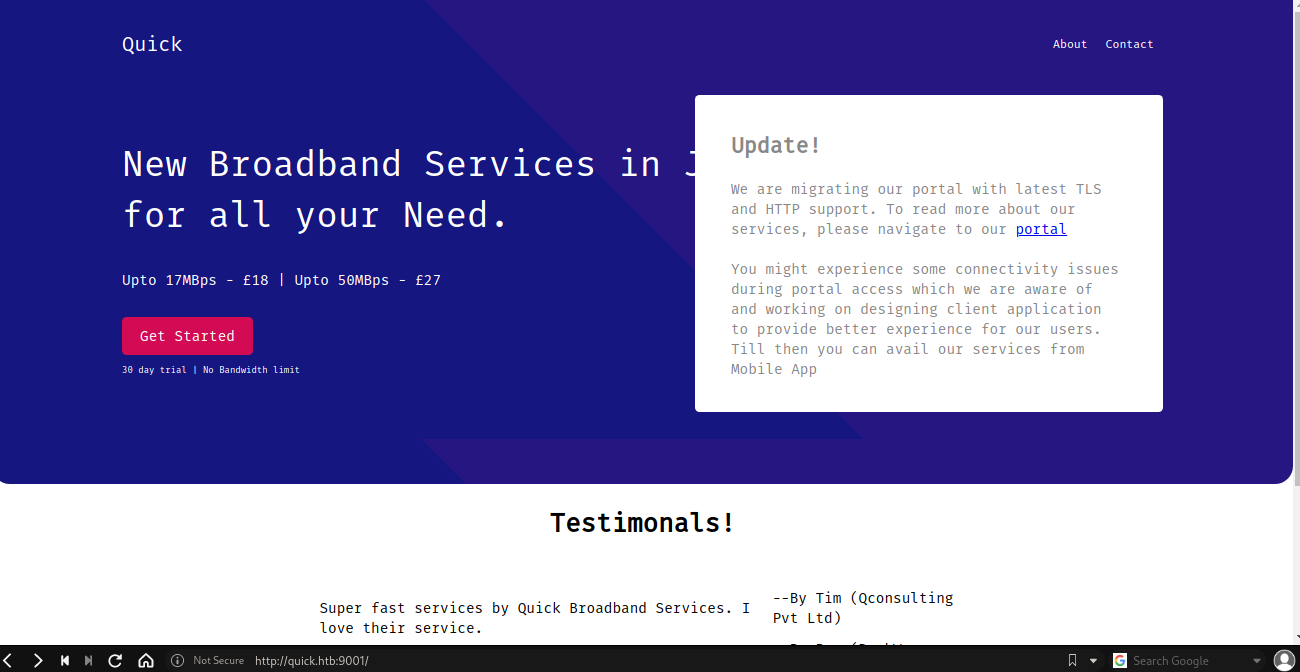 Quick
About Contact
New Broadband Services in
for all your Need.
Upto 17MBps - £18 | Upto 50MBps - £27
Get Started
30 day trial | No Bandwidth limit
Update!
We are migrating our portal with latest TLS
and HTTP support. To read more about our
services, please navigate to our portal
You might experience some connectivity issues
during portal access which we are aware of
and working on designing client application
to provide better experience for our users.
Till then you can avail our services from
Mobile App
Testimonals!
Super fast services by Quick Broadband Services. I
love their service.
--By Tim (Qconsulting
Pvt Ltd)
Not Secure http://quick.htb:9001/
Search Google